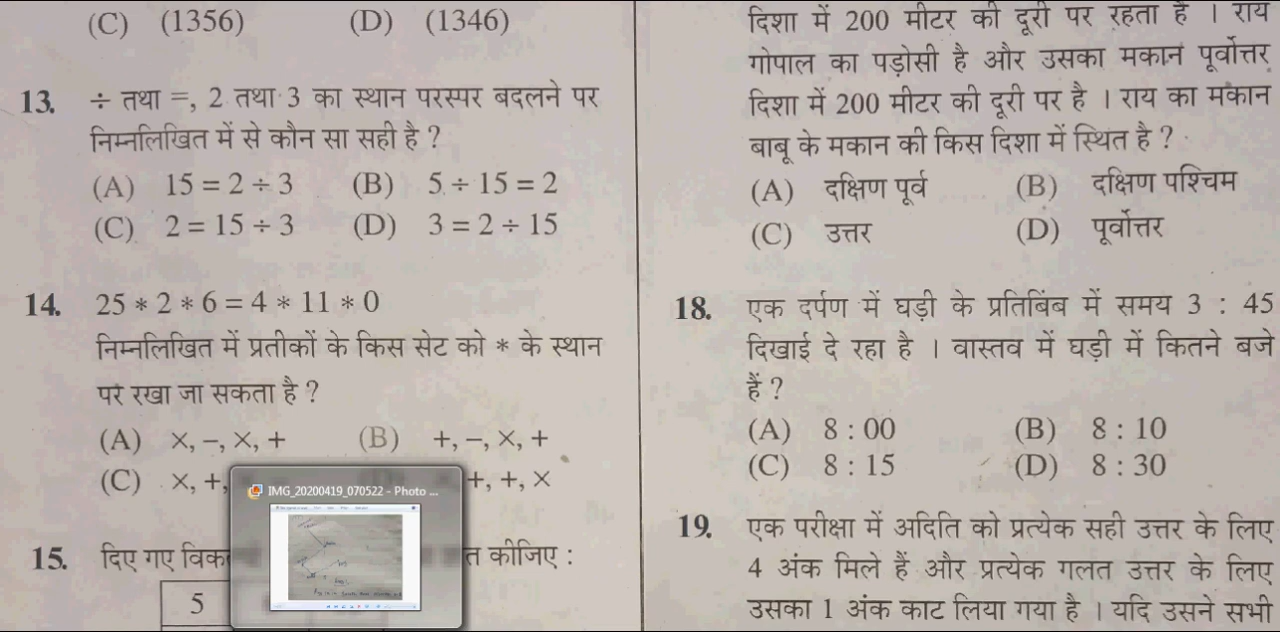 (C) (1356) (D) (1346)
13. ÷ तथा =, 2 तथा 3 का स्थान परस्पर बदलने पर
निम्नलिखित में से कौन सा सही है ?
(A) 15 = 2 ÷ 3 (B) 5 ÷ 15 = 2
(C) 2 = 15 ÷ 3 (D) 3 = 2 ÷ 15
14. 25 * 2 * 6 = 4 * 11 * 0
निम्नलिखित में प्रतीकों के किस सेट को * के स्थान
पर रखा जा सकता है ?
(A) ×, –, ×, + (B) +, –, ×, +
(C) ×, +, +, +, ×
IMG_20200419_070522 - Photo ...
15. दिए गए कीजिए :
5
दिशा में 200 मीटर की दूरी पर रहता है । राय
गोपाल का पड़ोसी है और उसका मकान पूर्वोत्तर
दिशा में 200 मीटर की दूरी पर है । राय का मकान
बाबू के मकान की किस दिशा में स्थित है ?
(A) दक्षिण पूर्व (B) दक्षिण पश्चिम
(C) उत्तर (D) पूर्वोत्तर
18. एक दर्पण में घड़ी के प्रतिबिंब में समय 3 : 45
दिखाई दे रहा है । वास्तव में घड़ी में कितने बजे
हैं ?
(A) 8 : 00 (B) 8 : 10
(C) 8 : 15 (D) 8 : 30
19. एक परीक्षा में अदिति को प्रत्येक सही उत्तर के लिए
4 अंक मिले हैं और प्रत्येक गलत उत्तर के लिए
उसका 1 अंक काट लिया गया है । यदि उसने सभी